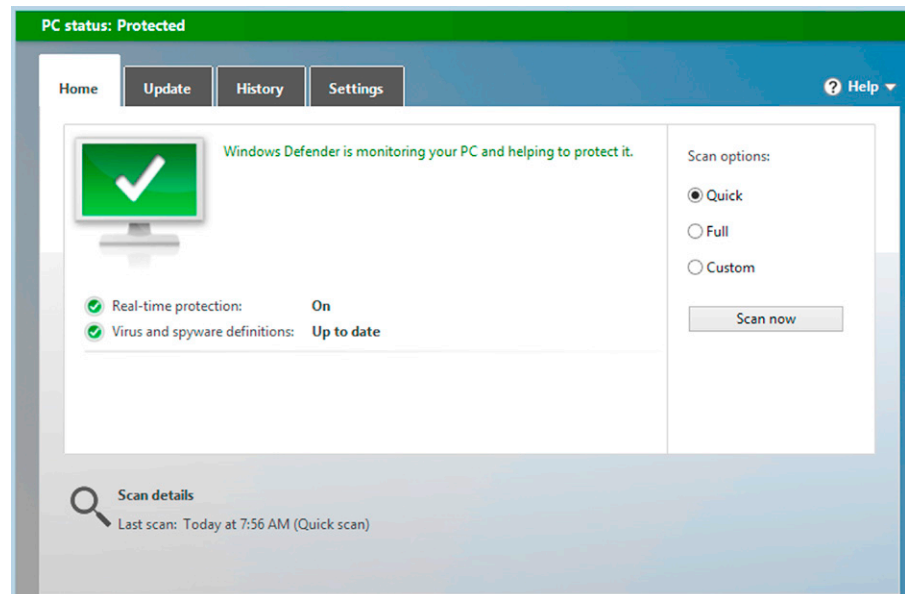 PC status: Protected
Home
Update
History
Settings
Help
Windows Defender is monitoring your PC and helping to protect it.
Real-time protection:
On
Virus and spyware definitions:
Up to date
Scan options:
Quick
Full
Custom
Scan now
Scan details
Last scan: Today at 7:56 AM (Quick scan)